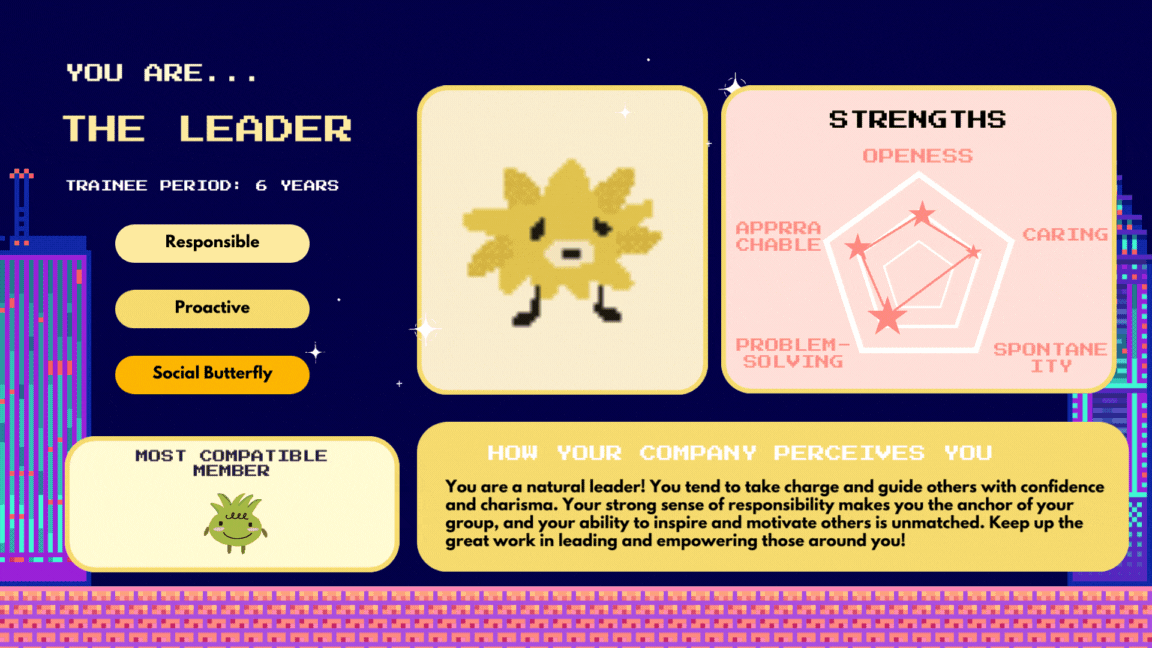 YOU ARE...
THE LEADER
TRAINEE PERIOD: 6 YEARS
Responsible
Proactive
Social Butterfly
MOST COMPATIBLE
MEMBER
STRENGTHS
OPENESS
APPRRA
CHABLE
CARING
PROBLEM-
SOLVING
SPONTANE
ITY
HOW YOUR COMPANY PERCEIVES YOU
You are a natural leader! You tend to take charge and guide others with confidence
and charisma. Your strong sense of responsibility makes you the anchor of your
group, and your ability to inspire and motivate others is unmatched. Keep up the
great work in leading and empowering those around you!